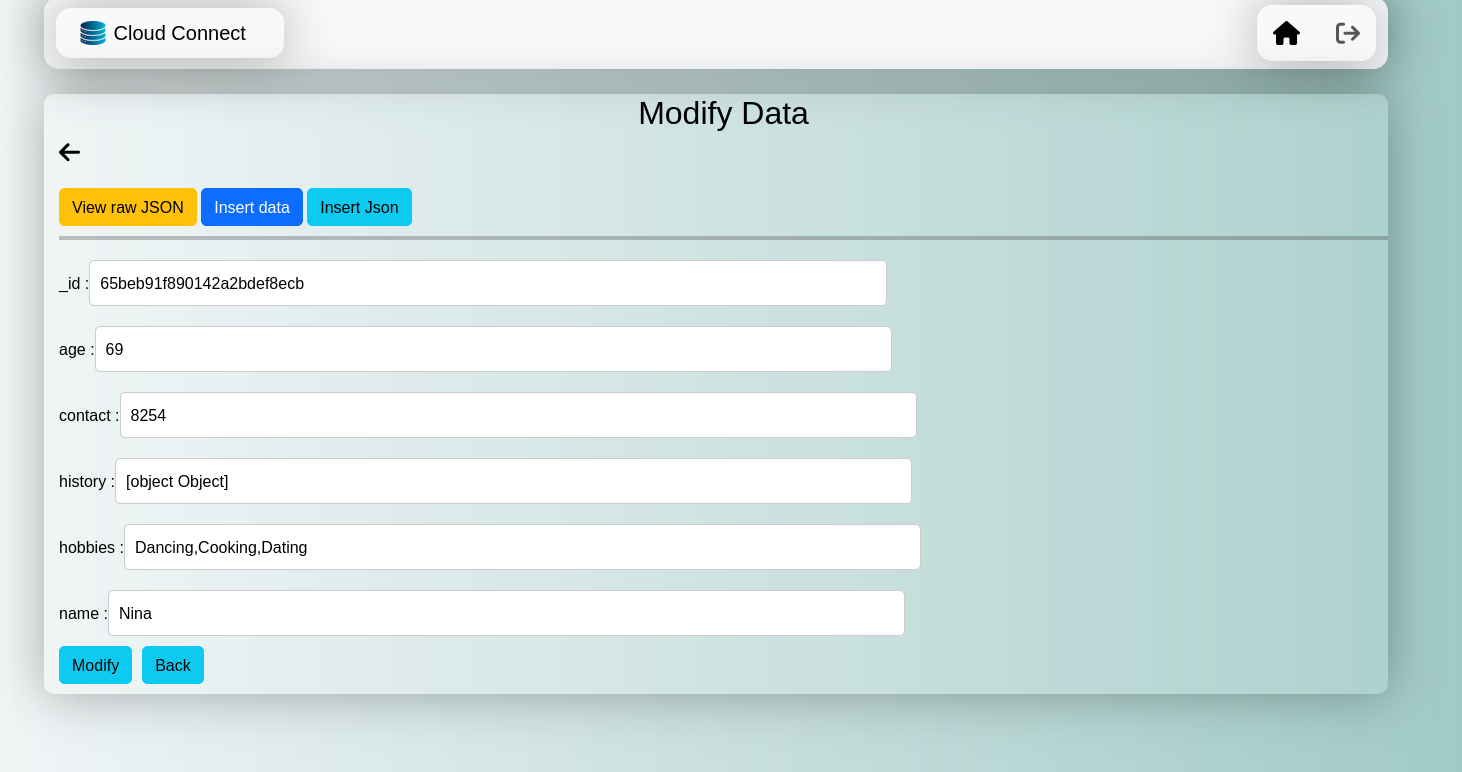 Cloud Connect
Modify Data
View raw JSON Insert data Insert Json
_id : 65beb91f890142a2bdef8ecb
age : 69
contact : 8254
history : [object Object]
hobbies : Dancing,Cooking,Dating
name : Nina
Modify Back